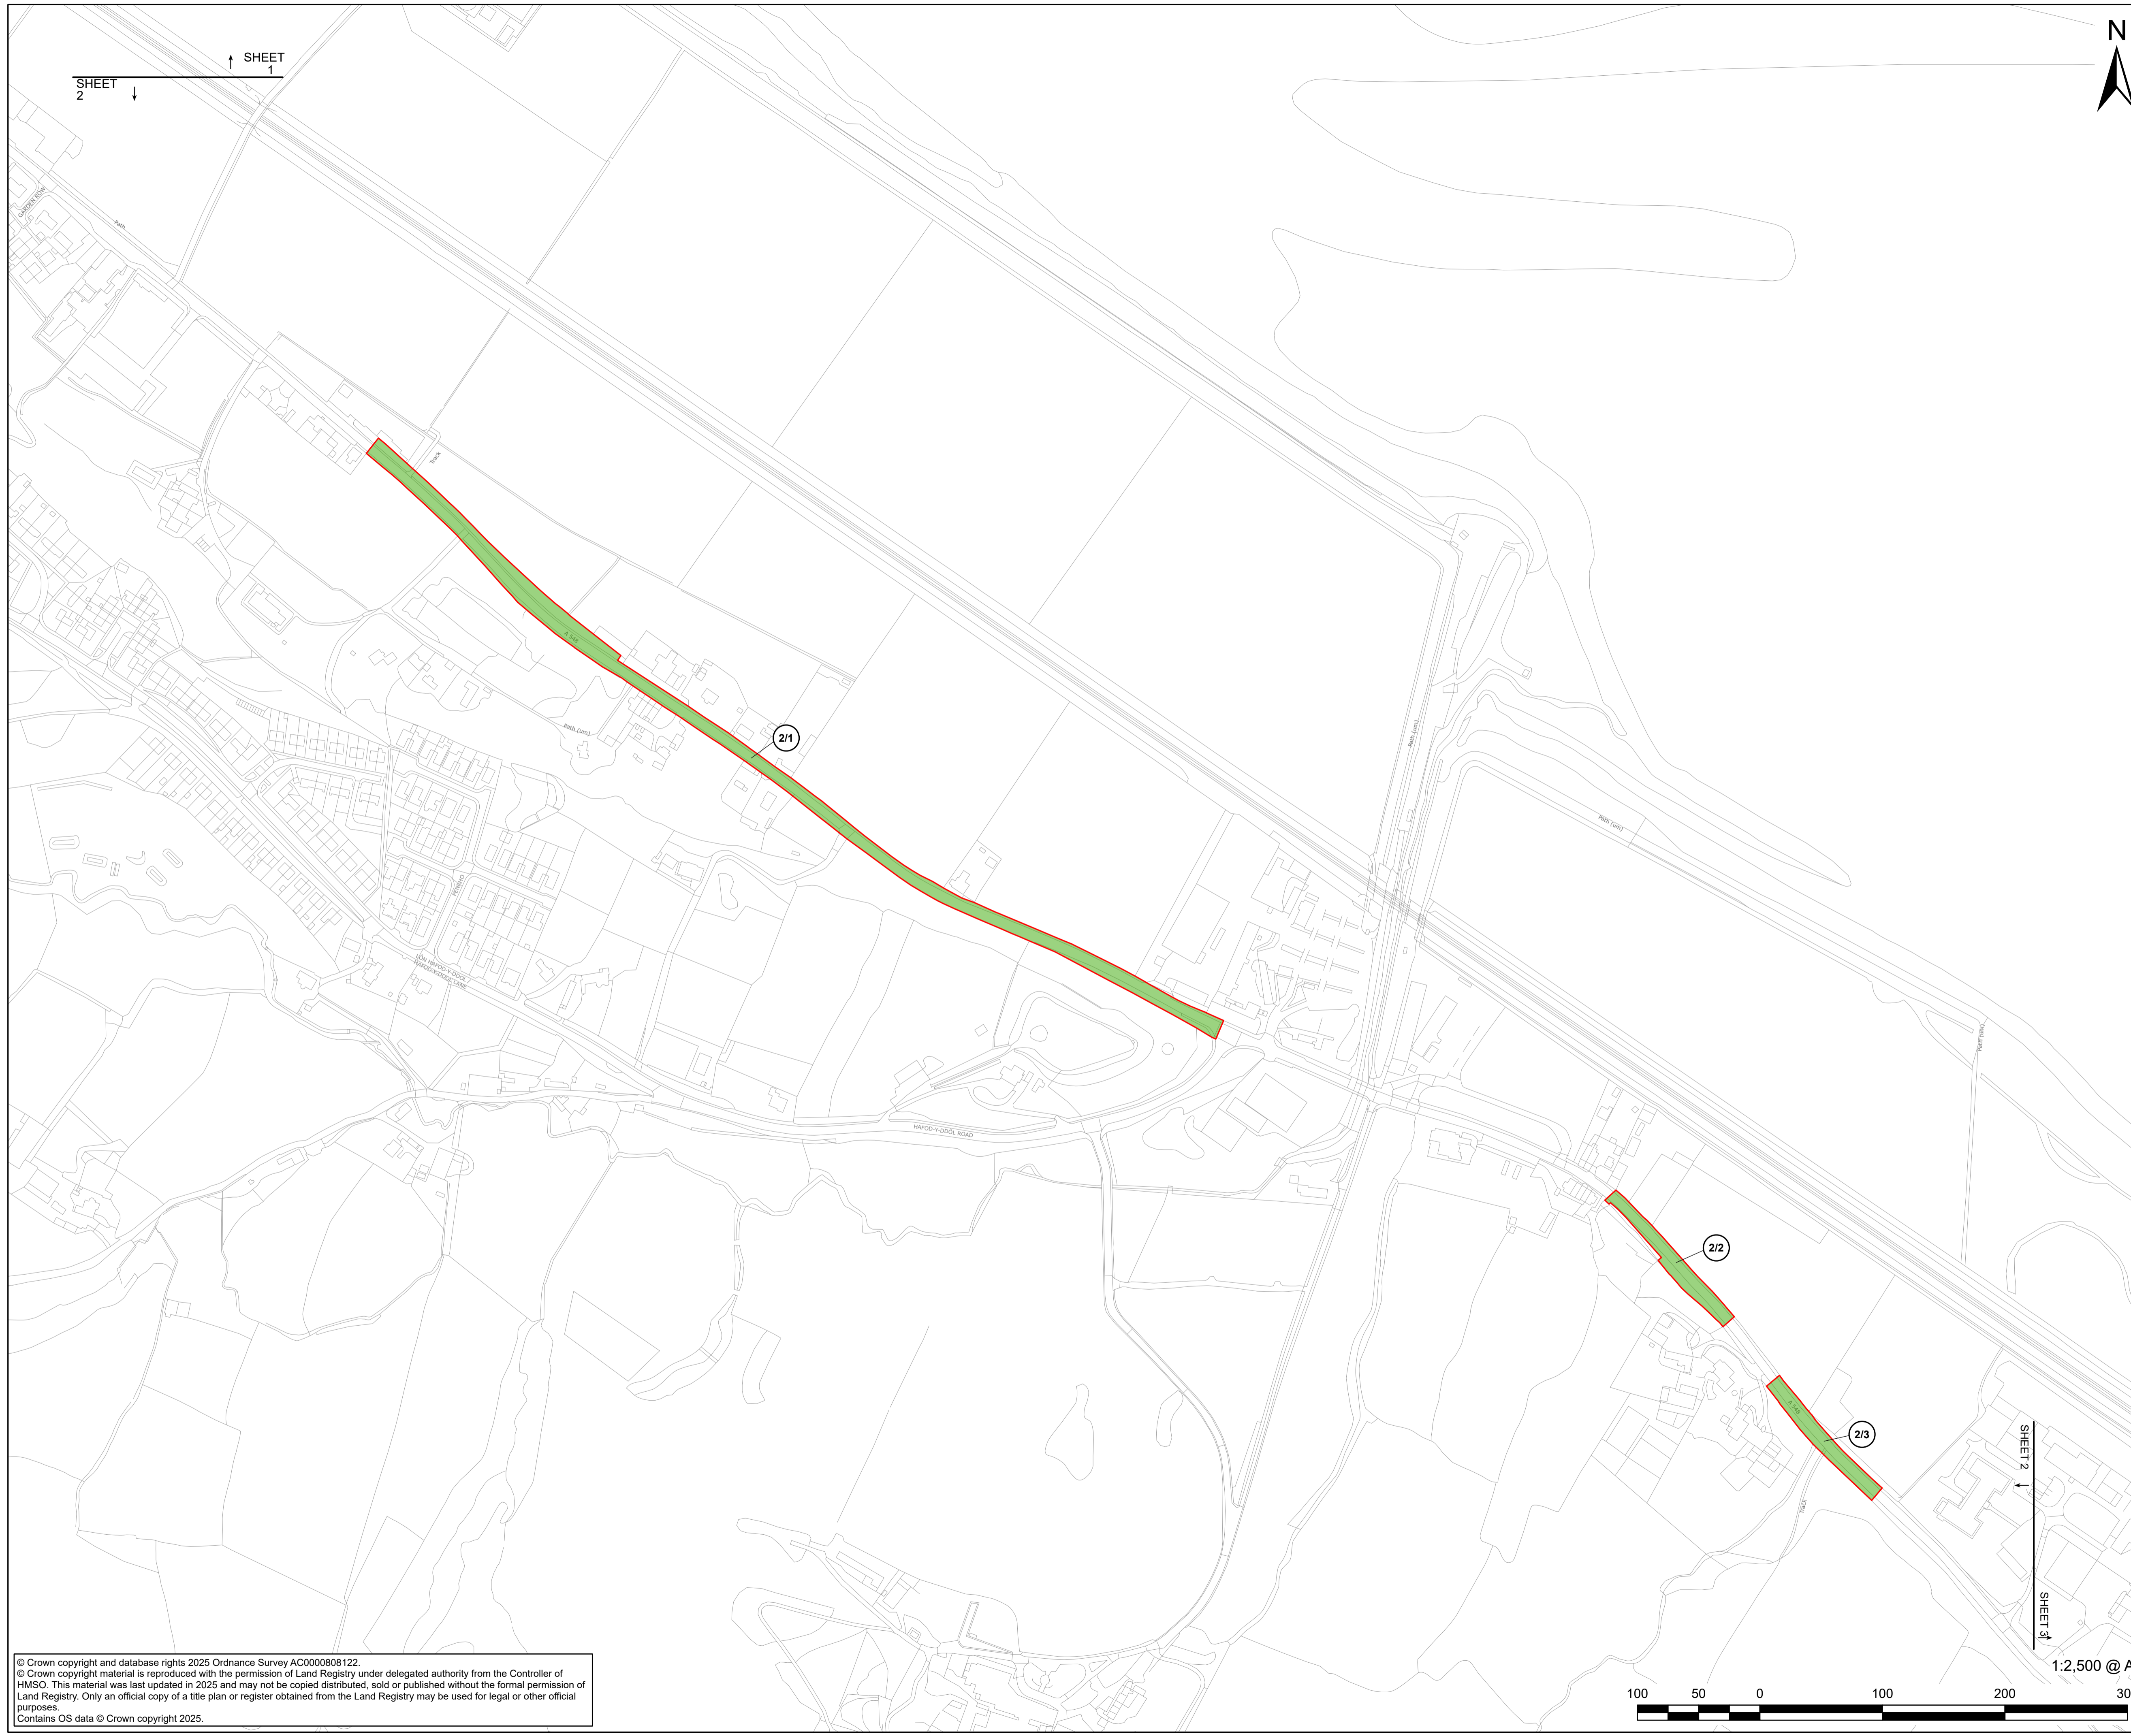 N
SHEET
1
SHEET
2
GARDEN ROW
Path
Track
A 548
Path (um)
2/1
Path (um)
Path (um)
PENTHO
LÔN HAFOD-Y-DDÔL
HAFOD-Y-DDÔL LANE
HAFOD-Y-DDÔL ROAD
Path (um)
2/2
A 548
2/3
Track
SHEET 2
SHEET 3
1:2,500 @ A
100 50 0 100 200 30
© Crown copyright and database rights 2025 Ordnance Survey AC0000808122.
© Crown copyright material is reproduced with the permission of Land Registry under delegated authority from the Controller of
HMSO. This material was last updated in 2025 and may not be copied distributed, sold or published without the formal permission of
Land Registry. Only an official copy of a title plan or register obtained from the Land Registry may be used for legal or other official
purposes.
Contains OS data © Crown copyright 2025.